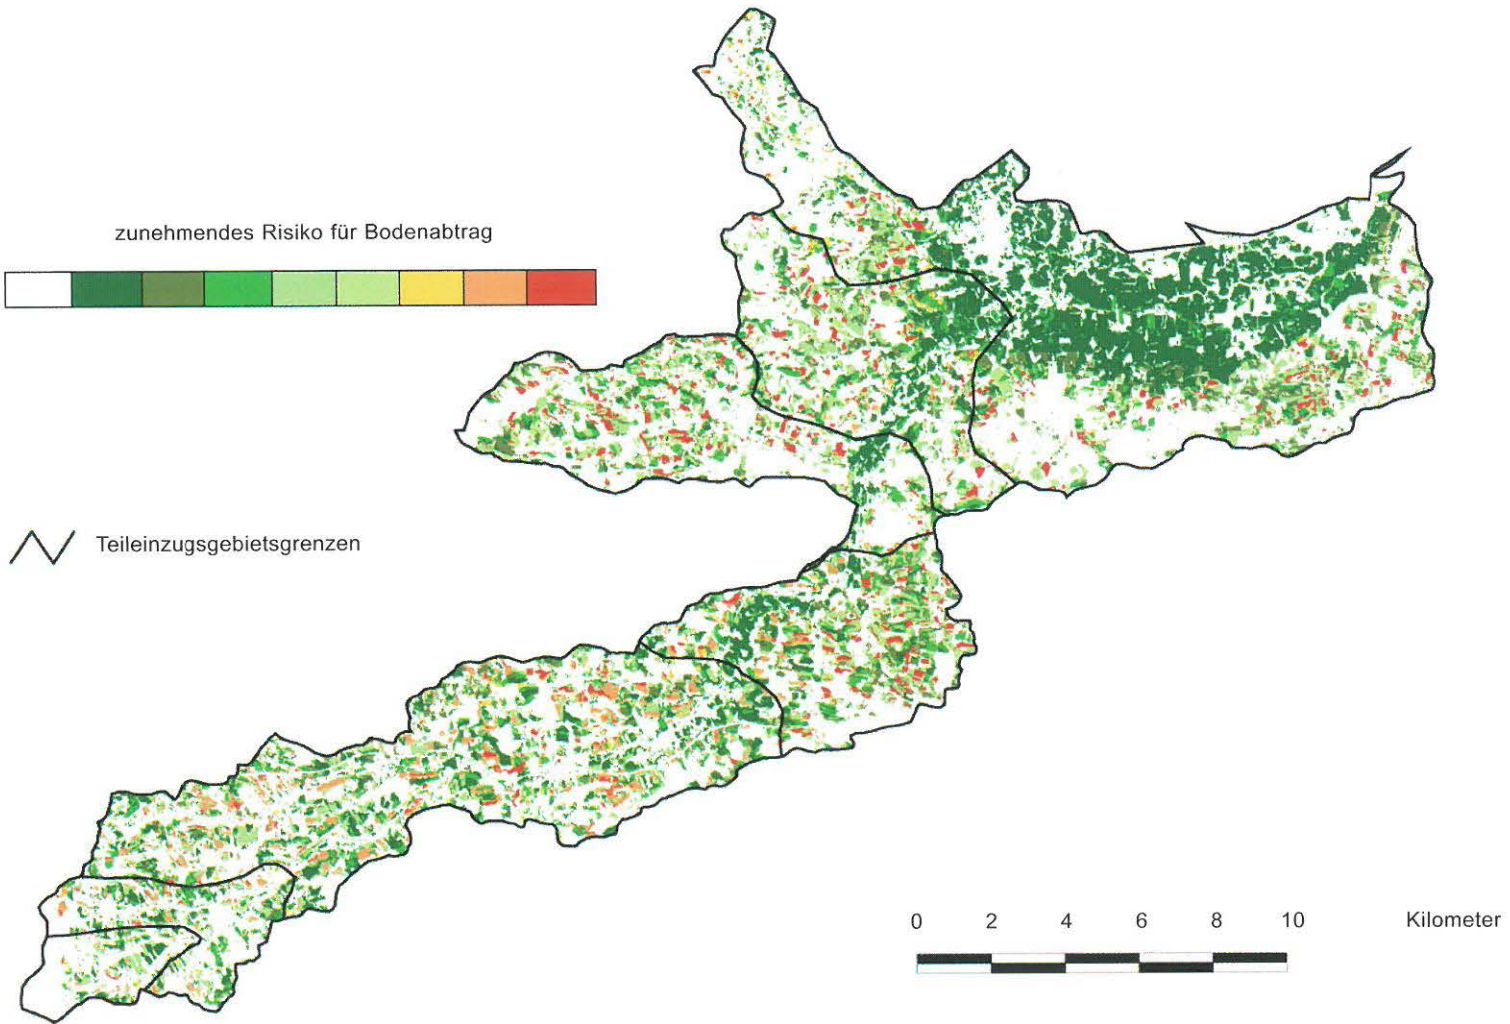 zunehmendes Risiko für Bodenabtrag
Teileinzugsgebietsgrenzen
0 2 4 6 8 10 Kilometer